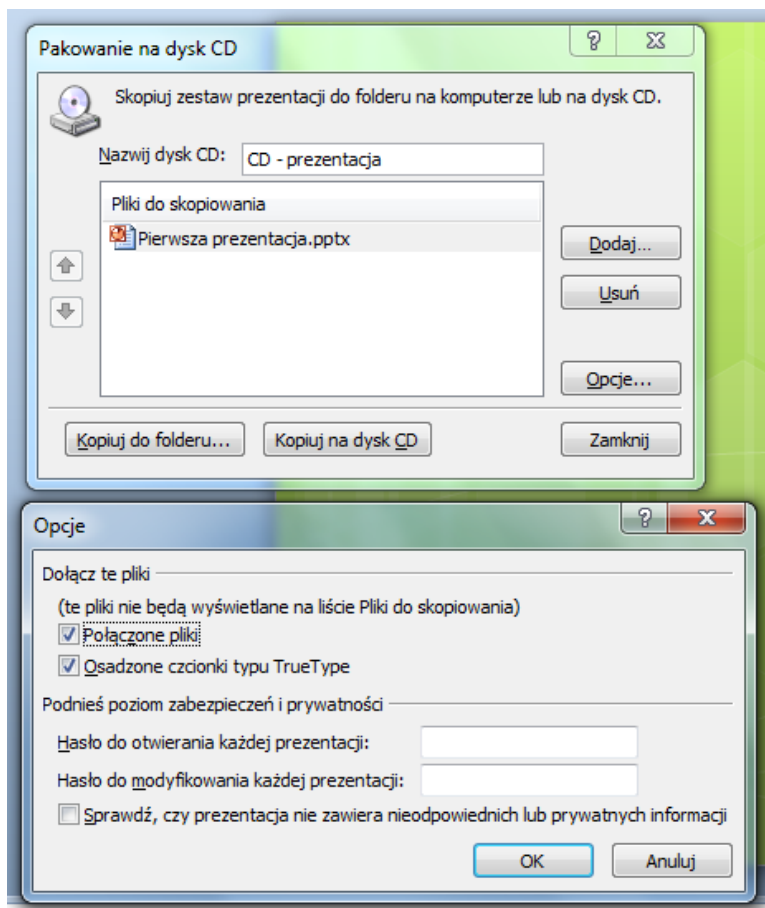 Pakowanie na dysk CD
Skopiuj zestaw prezentacji do folderu na komputerze lub na dysk CD.
Nazwij dysk CD: CD - prezentacja
Pliki do skopiowania
Pierwsza prezentacja.pptx
Dodaj...
Usuń
Opcje...
Kopiuj do folderu... Kopiuj na dysk CD Zamknij
Opcje
Dołącz te pliki
(te pliki nie będą wyświetlane na liście Pliki do skopiowania)
Połączone pliki
Osadzone czcionki typu TrueType
Podnieś poziom zabezpieczeń i prywatności
Hasło do otwierania każdej prezentacji:
Hasło do modyfikowania każdej prezentacji:
Sprawdź, czy prezentacja nie zawiera nieodpowiednich lub prywatnych informacji
OK Anuluj